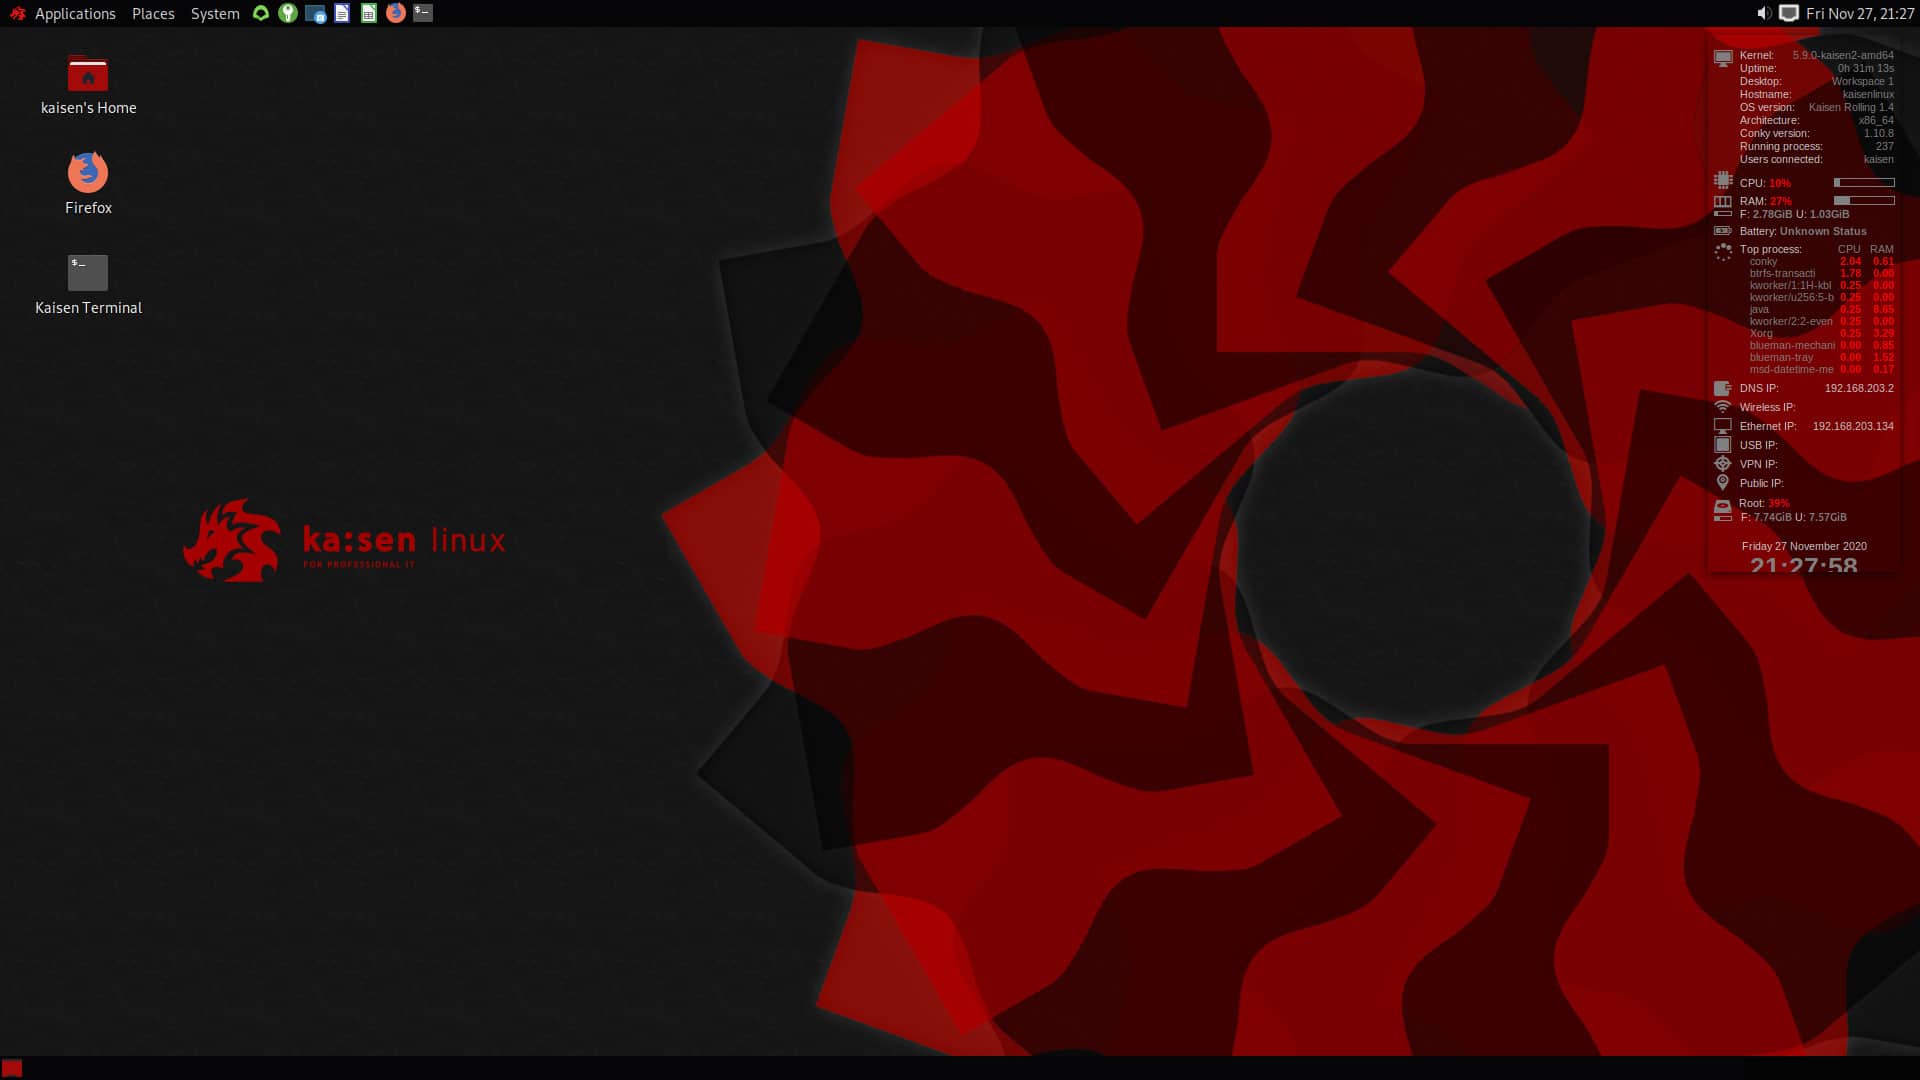 Applications Places System Fri Nov 27, 21:27
kaisen's Home
Firefox
$_
Kaisen Terminal
ka:sen linux
FOR PROFESSIONAL IT
Kernel: 5.9.0-kaisen2-amd64
Uptime: 0h 31m 13s
Desktop: Workspace 1
Hostname: kaisenlinux
OS version: Kaisen Rolling 1.4
Architecture: x86_64
Conky version: 1.10.8
Running process: 237
Users connected: kaisen
CPU: 10%
RAM: 27%
F: 2.78GiB U: 1.03GiB
Battery: Unknown Status
Top process: CPU RAM
conky 2.04 0.61
btrfs-transacti 1.78 0.00
kworker/1:1H-kbl 0.25 0.00
kworker/u256:5-b 0.25 0.00
java 0.25 8.65
kworker/2:2-even 0.25 0.00
Xorg 0.25 3.29
blueman-mechani 0.00 0.85
blueman-tray 0.00 1.52
msd-datetime-me 0.00 0.17
DNS IP: 192.168.203.2
Wireless IP:
Ethernet IP: 192.168.203.134
USB IP:
VPN IP:
Public IP:
Root: 39%
F: 7.74GiB U: 7.57GiB
Friday 27 November 2020
21:27:58